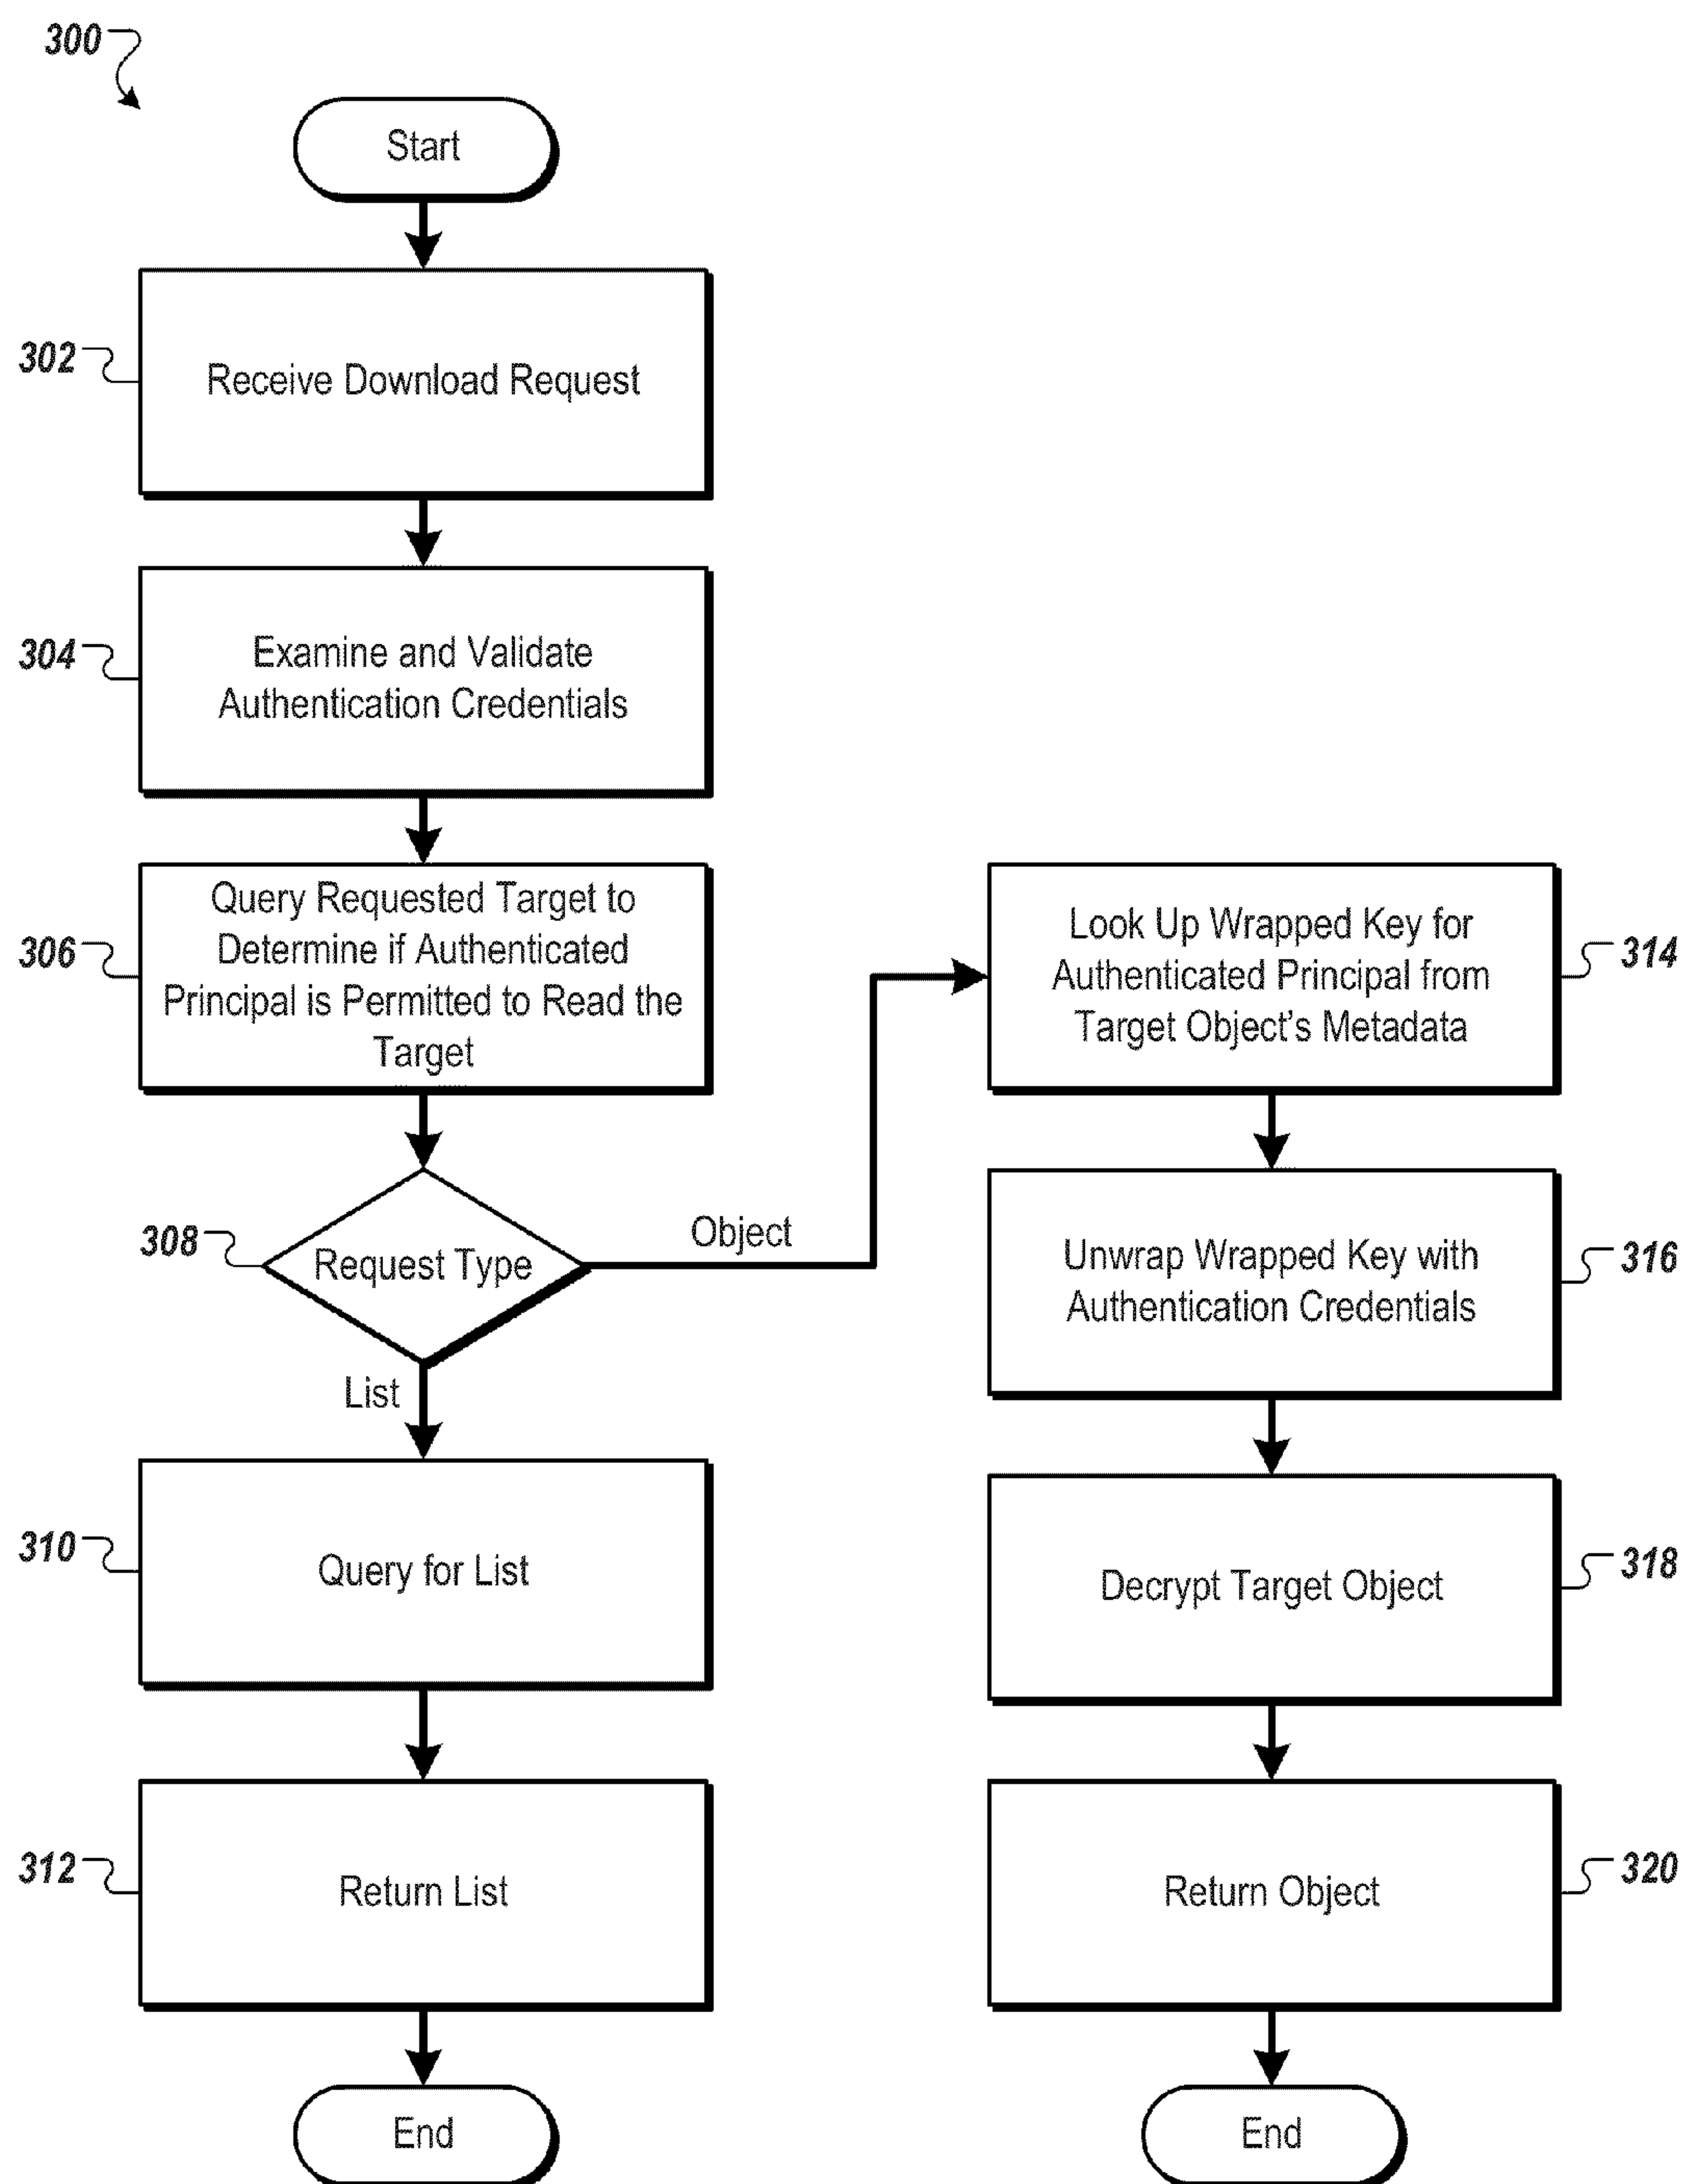 300
Start
302
Receive Download Request
304
Examine and Validate
Authentication Credentials
306
Query Requested Target to
Determine if Authenticated
Principal is Permitted to Read the
Target
308
Request Type
Object
List
310
Query for List
312
Return List
End
Look Up Wrapped Key for
Authenticated Principal from
Target Object's Metadata
314
Unwrap Wrapped Key with
Authentication Credentials
316
Decrypt Target Object
318
Return Object
320
End